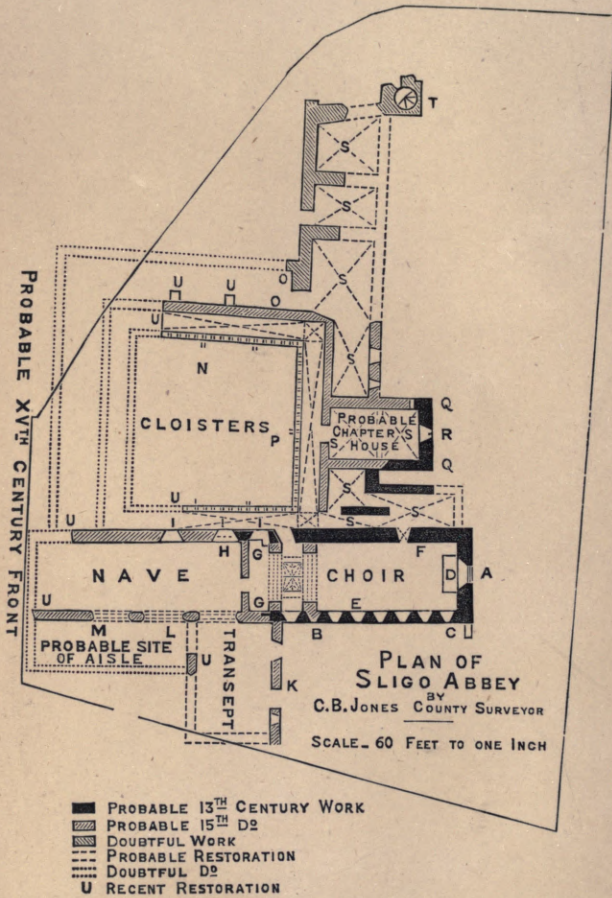 T
S
S
S
O
O
U
U
U
N
S
CLOISTERS
P
Q
PROBABLE
CHAPTER S
S HOUSE
R
Q
S
S
S
U
U
I
I
H
G
F
NAVE
CHOIR
D
A
U
G
E
M
L
B
C
PROBABLE SITE
OF AISLE
U
TRANSEPT
K
PROBABLE XVTH CENTURY FRONT
PLAN OF
SLIGO ABBEY
BY
C.B. JONES COUNTY SURVEYOR
SCALE_ 60 FEET TO ONE INCH
PROBABLE 13TH CENTURY WORK
PROBABLE 15TH Do
DOUBTFUL WORK
PROBABLE RESTORATION
DOUBTFUL Do
U RECENT RESTORATION